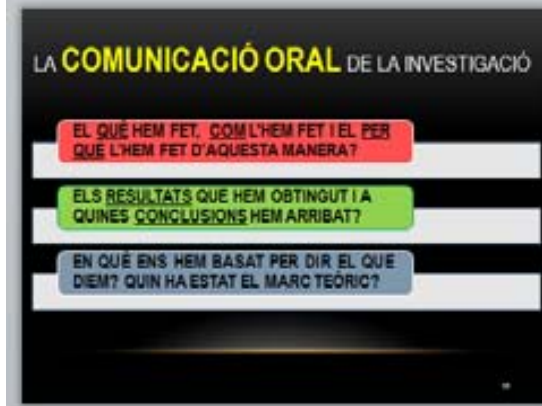 LA COMUNICACIÓ ORAL DE LA INVESTIGACIÓ
EL QUÈ HEM FET, COM L'HEM FET I EL PER
QUÈ L'HEM FET D'AQUESTA MANERA?
ELS RESULTATS QUE HEM OBTINGUT I A
QUINES CONCLUSIONS HEM ARRIBAT?
EN QUÈ ENS HEM BASAT PER DIR EL QUE
DIEM? QUIN HA ESTAT EL MARC TEÒRIC?